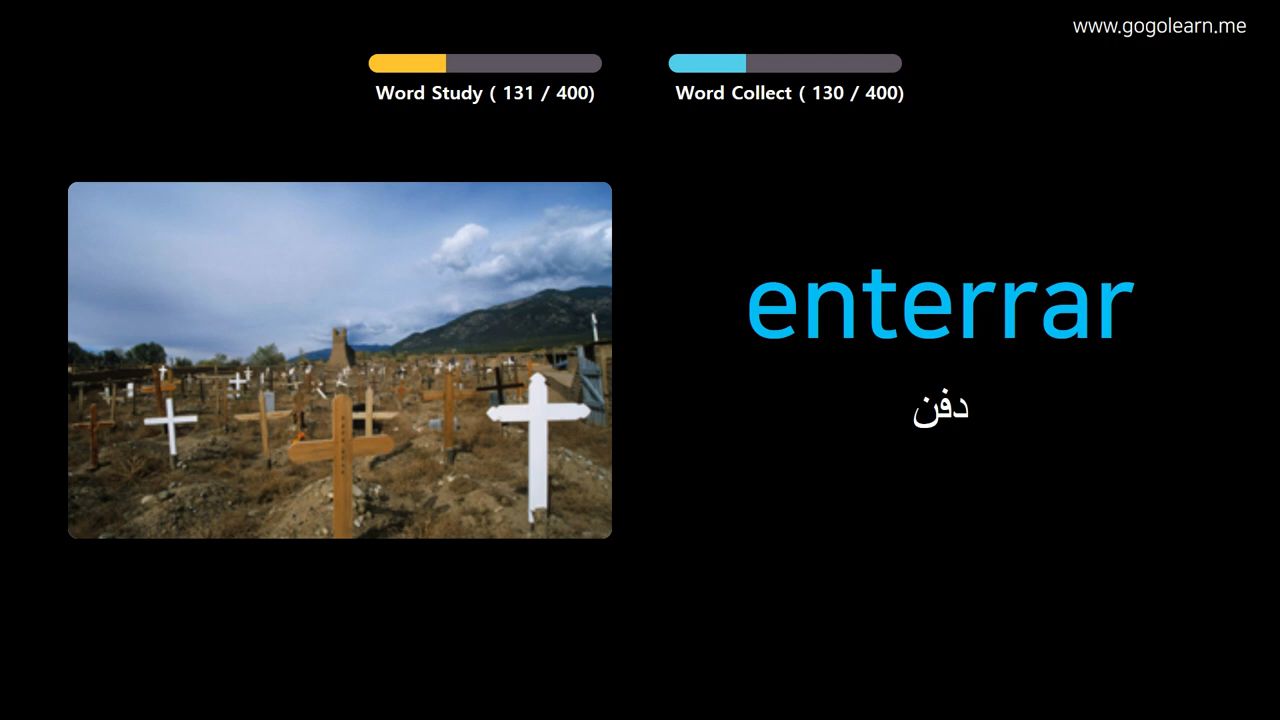 www.gogolearn.me
Word Study ( 131 / 400)
Word Collect ( 130 / 400)
enterrar
دفن